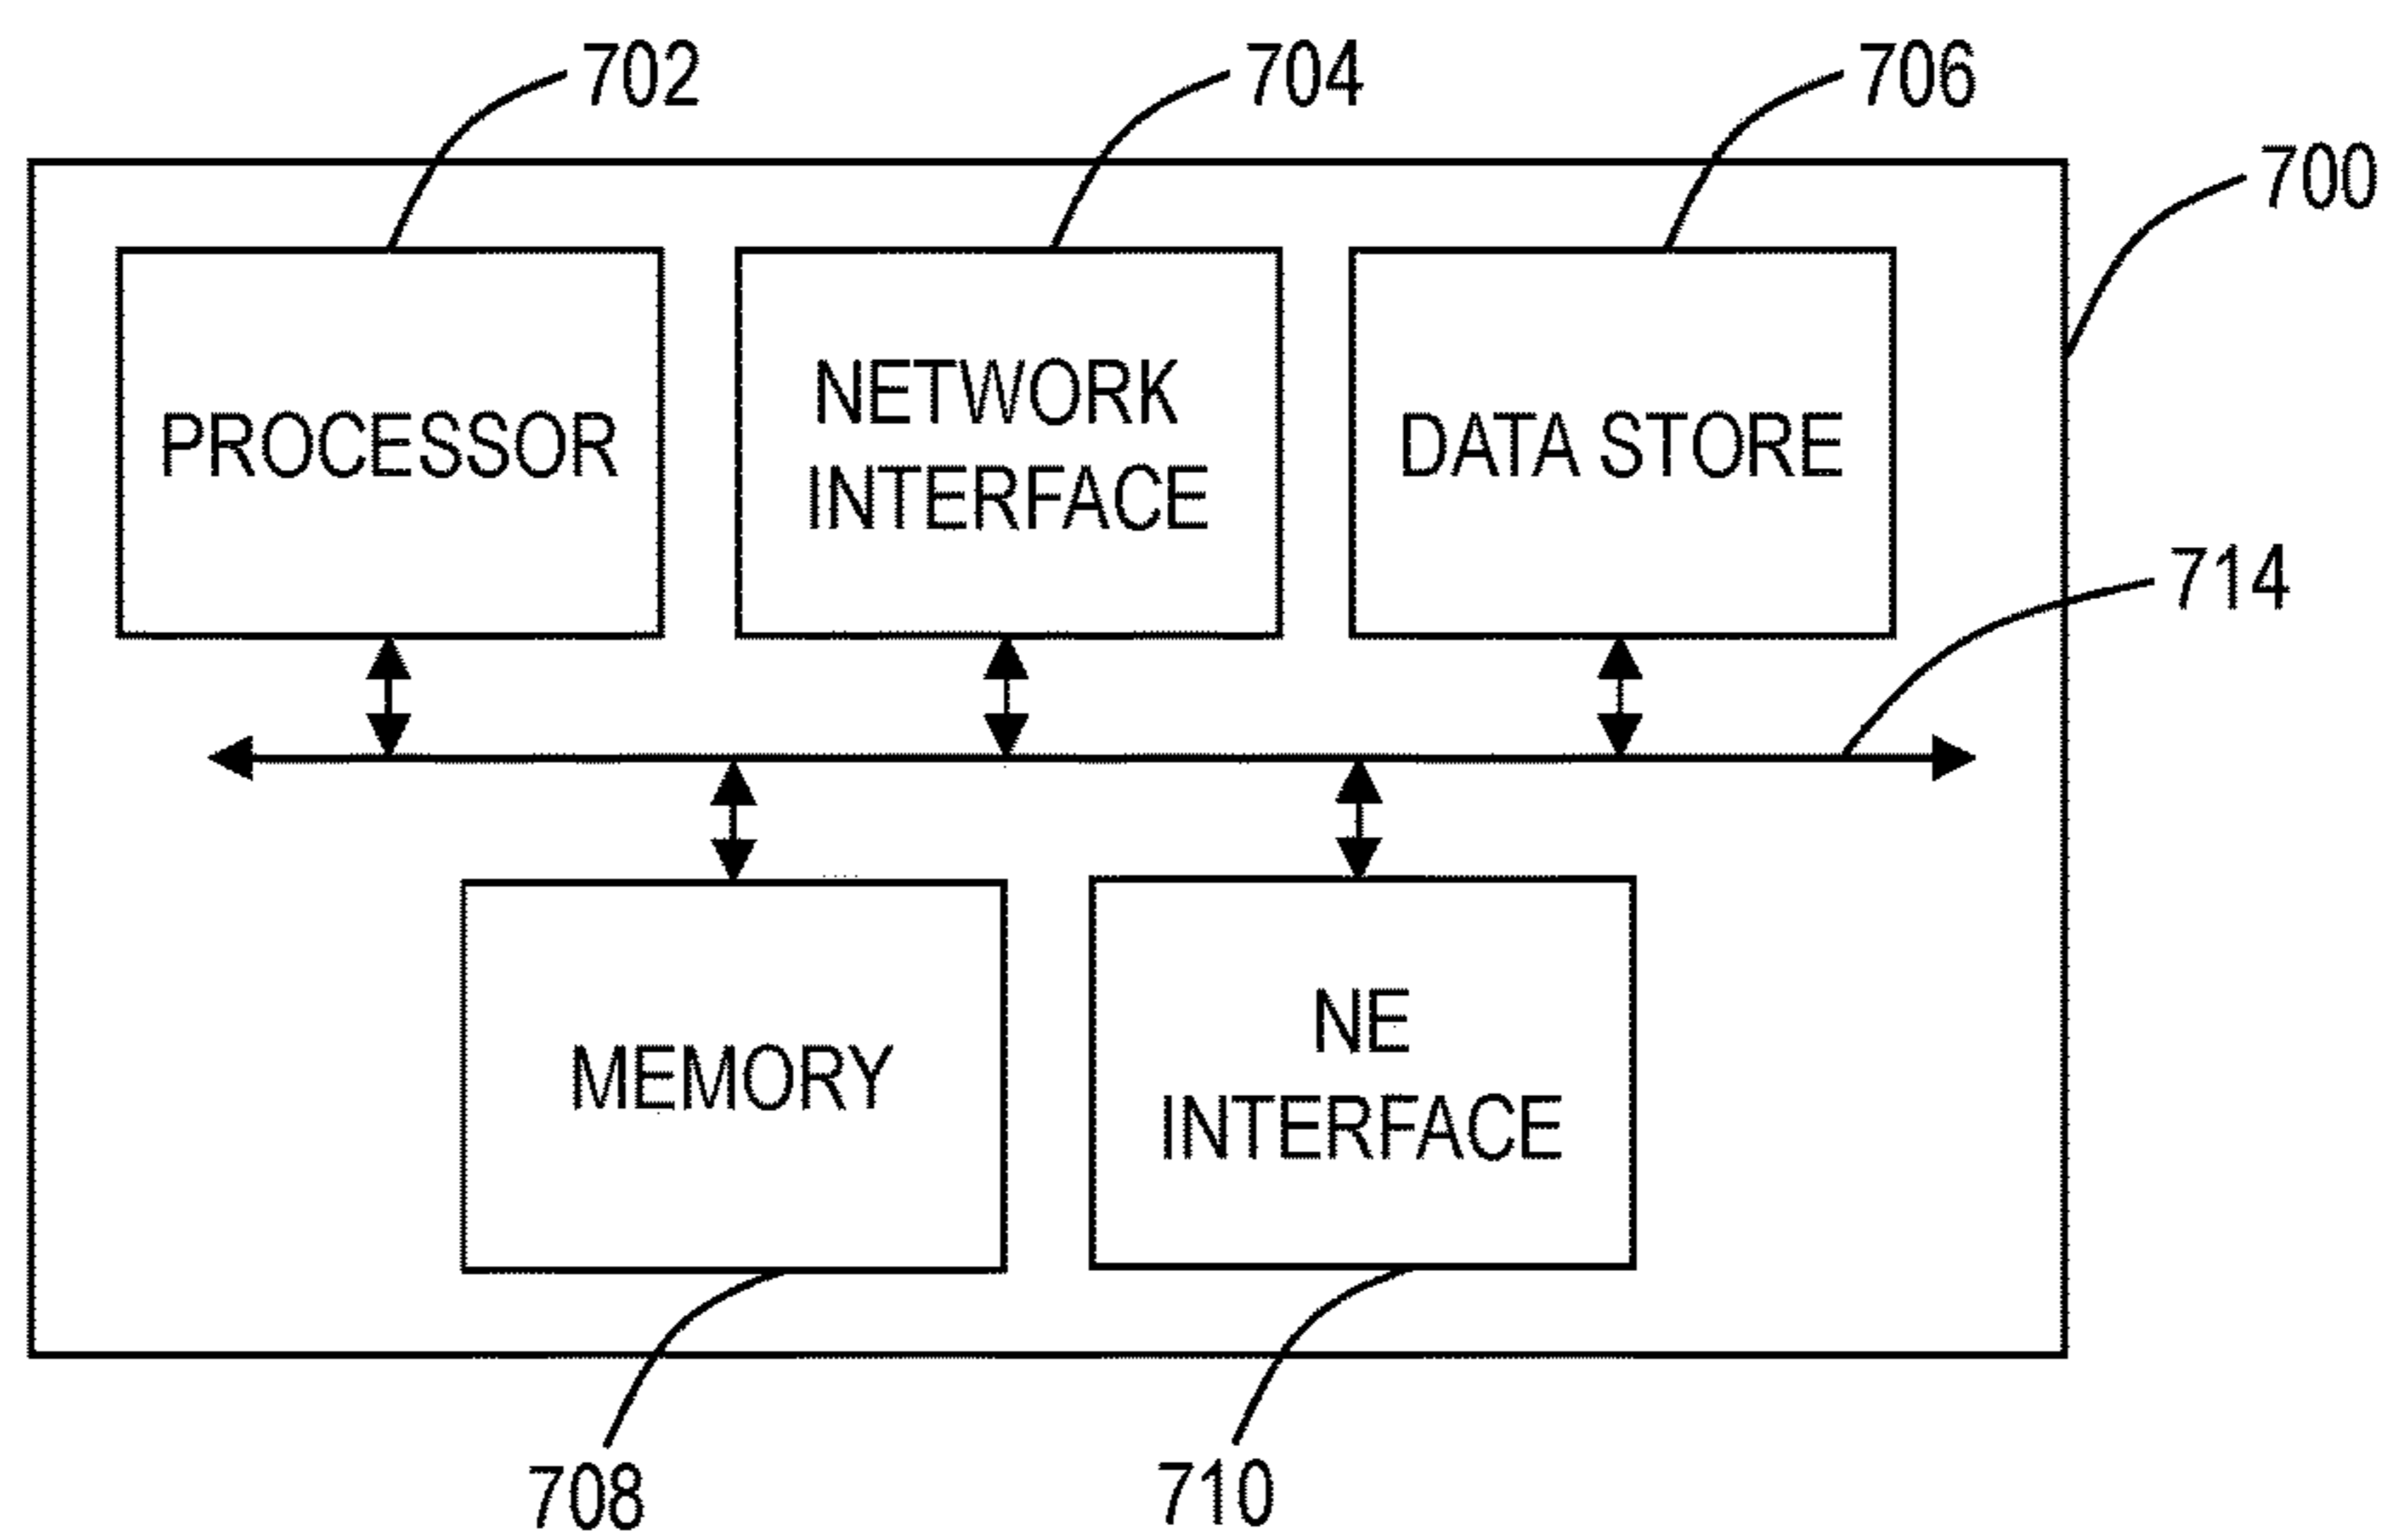 702
704
706
700
PROCESSOR
NETWORK
INTERFACE
DATA STORE
714
MEMORY
NE
INTERFACE
708
710